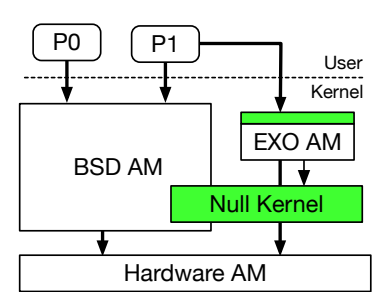 P0
P1
User
Kernel
EXO AM
BSD AM
Null Kernel
Hardware AM